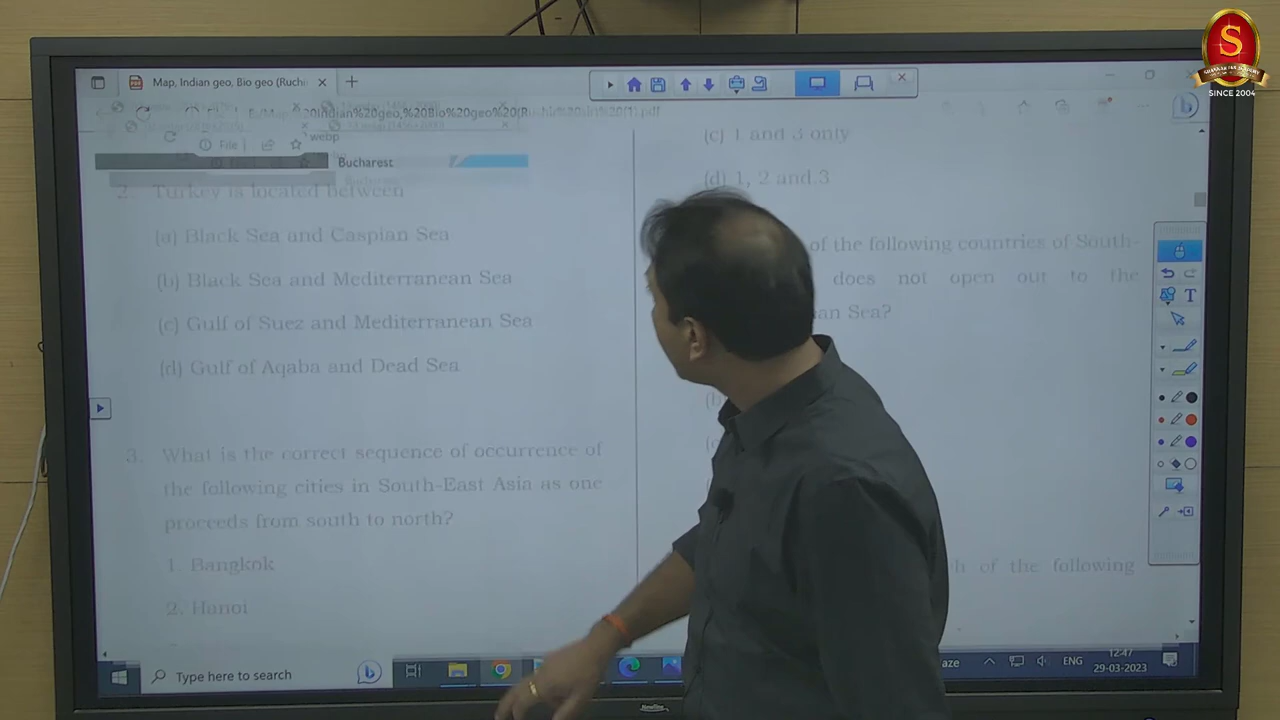 S
SINCE 2004
Map, Indian geo, Bio geo (Ruchi
File
webp
Bucharest
2. Turkey is located between
(a) Black Sea and Caspian Sea
(b) Black Sea and Mediterranean Sea
(c) Gulf of Suez and Mediterranean Sea
(d) Gulf of Aqaba and Dead Sea
3. What is the correct sequence of occurrence of
the following cities in South-East Asia as one
proceeds from south to north?
1. Bangkok
2. Hanoi
(c) 1 and 3 only
(d) 1, 2 and 3
of the following countries of South-
does not open out to the
an Sea?
h of the following
T
Type here to search
aze
ENG
12:47
29-03-2023